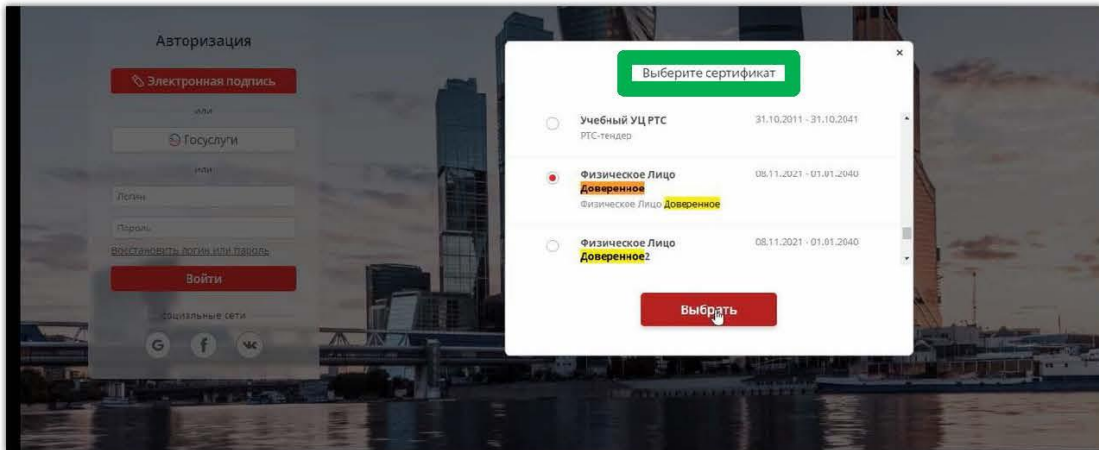 Авторизация
Электронная подпись
или
Госуслуги
или
Логин
Пароль
Восстановить логин или пароль
Войти
социальные сети
G f
Выберите сертификат
×
Учебный УЦ РТС 31.10.2011 - 31.10.2041
РТС-тендер
Физическое Лицо 08.11.2021 - 01.01.2040
Доверенное
Физическое Лицо Доверенное
Физическое Лицо 08.11.2021 - 01.01.2040
Доверенное2
Выбрать